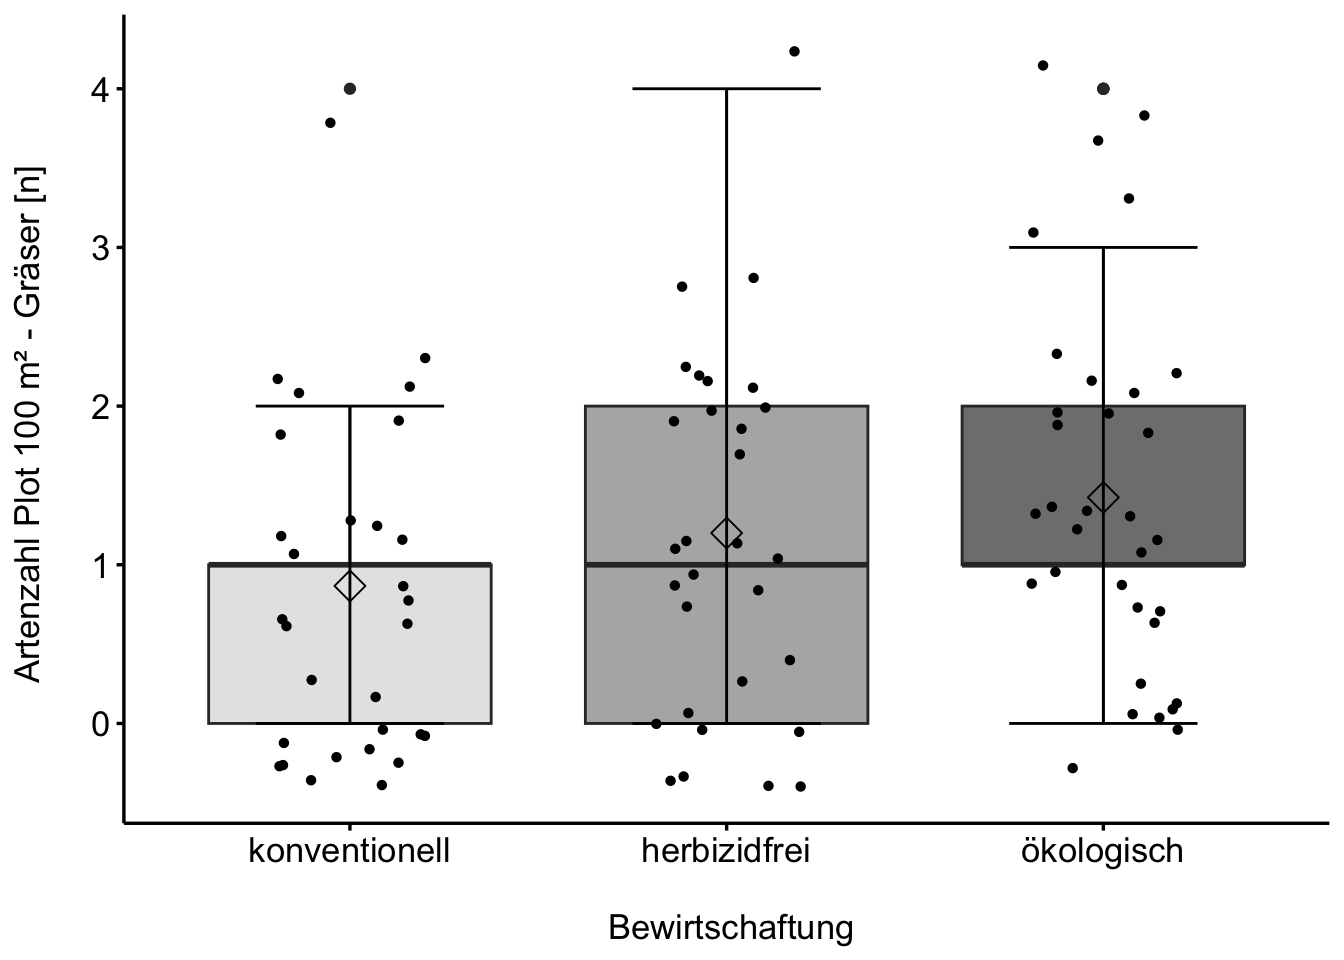 Artenzahl Plot 100 m² - Gräser [n]
4
3
2
1
0
konventionell herbizidfrei ökologisch
Bewirtschaftung